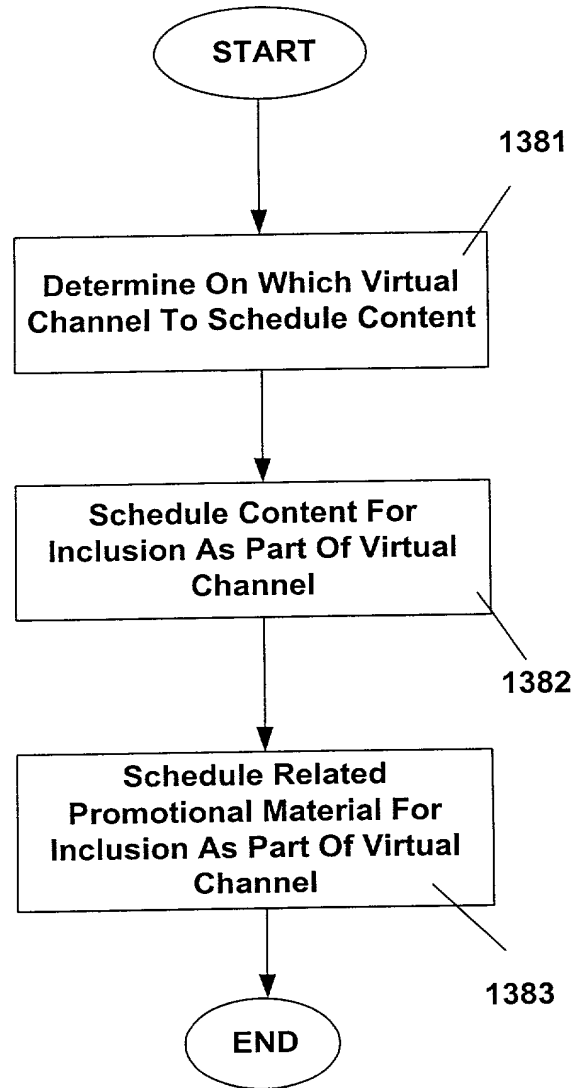 START
1381
Determine On Which Virtual
Channel To Schedule Content
Schedule Content For
Inclusion As Part Of Virtual
Channel
1382
Schedule Related
Promotional Material For
Inclusion As Part Of Virtual
Channel
1383
END